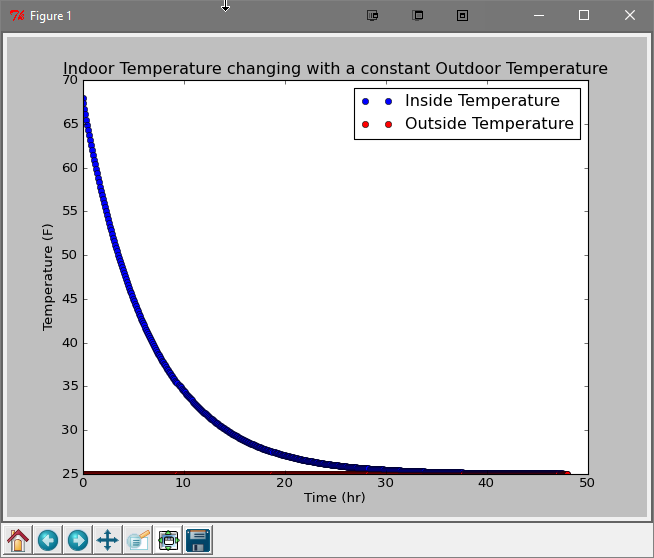 Figure 1
Indoor Temperature changing with a constant Outdoor Temperature
Inside Temperature
Outside Temperature
70
65
60
55
50
45
40
35
30
25
Temperature (F)
0 10 20 30 40 50
Time (hr)